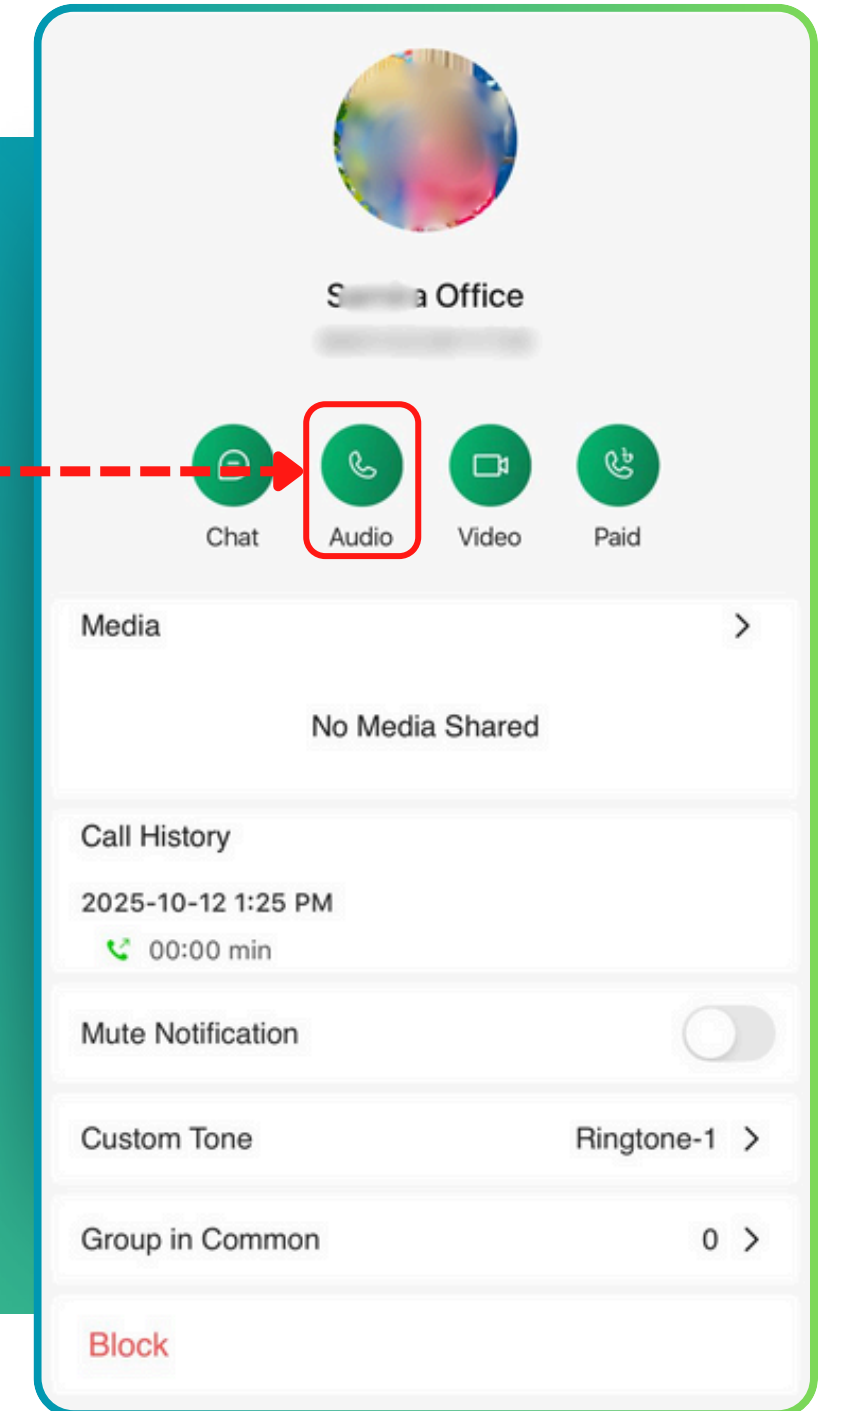 Office
Chat Audio Video Paid
Media
No Media Shared
Call History
2025-10-12 1:25 PM
00:00 min
Mute Notification
Custom Tone Ringtone-1
Group in Common 0
Block